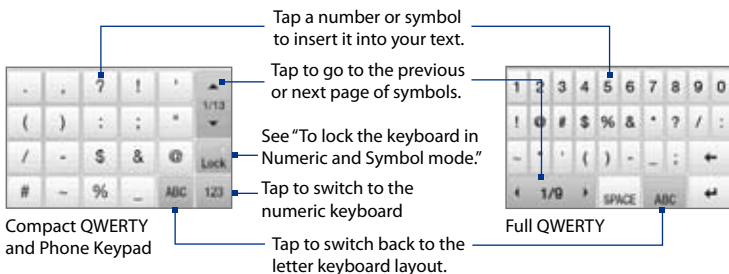 Tap a number or symbol
to insert it into your text.
Tap to go to the previous
or next page of symbols.
See “To lock the keyboard in
Numeric and Symbol mode.”
Tap to switch to the
numeric keyboard
Tap to switch back to the
letter keyboard layout.
. , ? ! '
1/13
( ) : ; "
/ - $ & @ Lock
# ~ % _ ABC 123
Compact QWERTY
and Phone Keypad
1 2 3 4 5 6 7 8 9 0
! @ # $ % & * ? / :
~ " ' ( ) - _ ; ←
1/9 SPACE ABC ↵
Full QWERTY